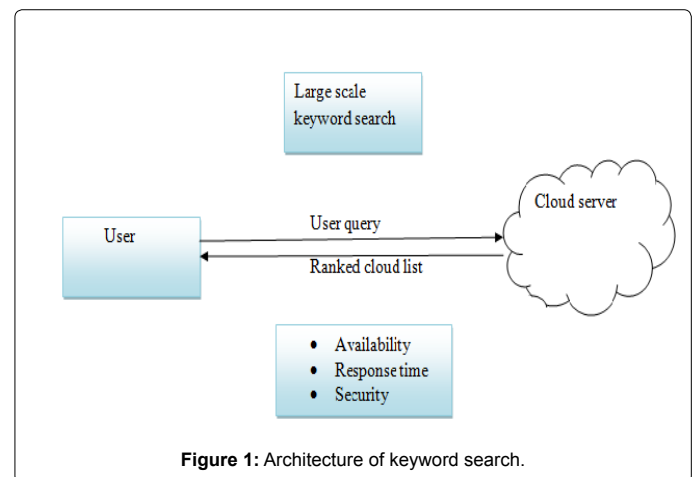 Large scale
keyword search
Cloud server
User
User query
Ranked cloud list
• Availability
• Response time
• Security
Figure 1: Architecture of keyword search.